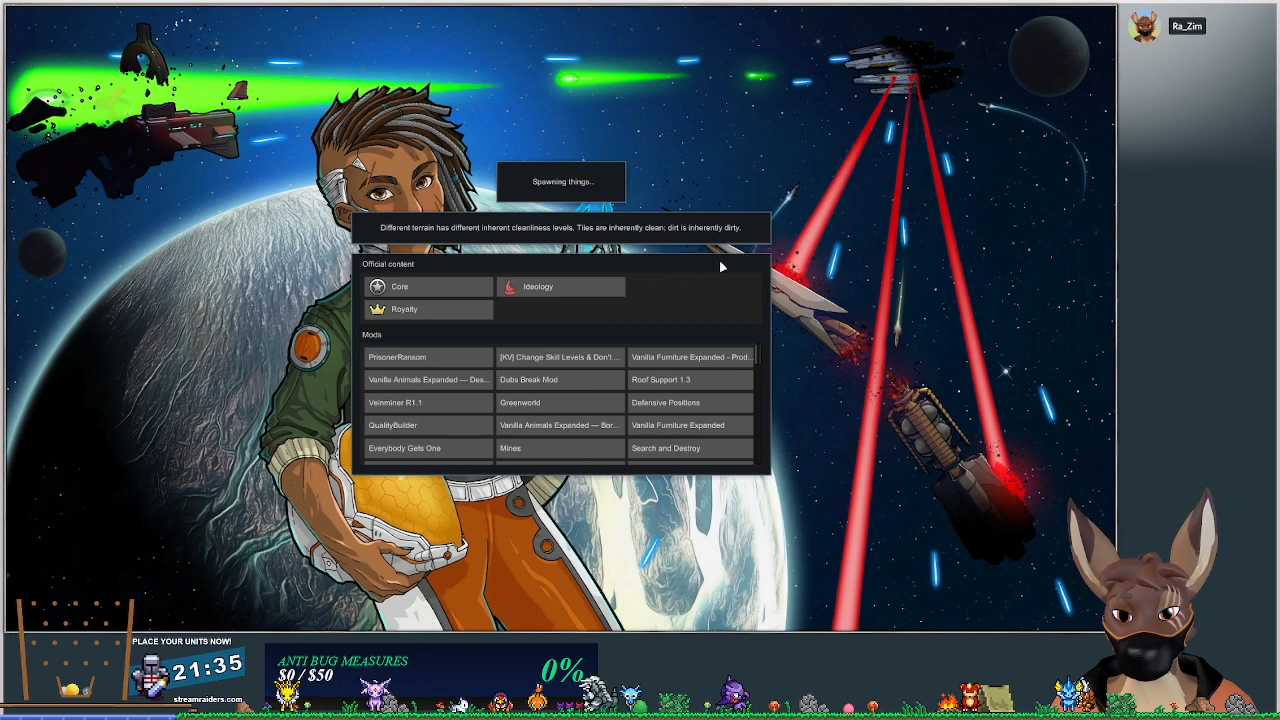 Ra_Zim
Spawning things..
Different terrain has different inherent cleanliness levels. Tiles are inherently clean; dirt is inherently dirty.
Official content
Core
Ideology
Royalty
Mods
PrisonerRansom
[KV] Change Skill Levels & Don't ...
Vanilla Furniture Expanded - Prod...
Vanilla Animals Expanded — Des...
Dubs Break Mod
Roof Support 1.3
Veinminer R1.1
Greenworld
Defensive Positions
QualityBuilder
Vanilla Animals Expanded — Bor...
Vanilla Furniture Expanded
Everybody Gets One
Mines
Search and Destroy
PLACE YOUR UNITS NOW!
21:35
streamraiders.com
ANTI BUG MEASURES
$0 / $50
0%